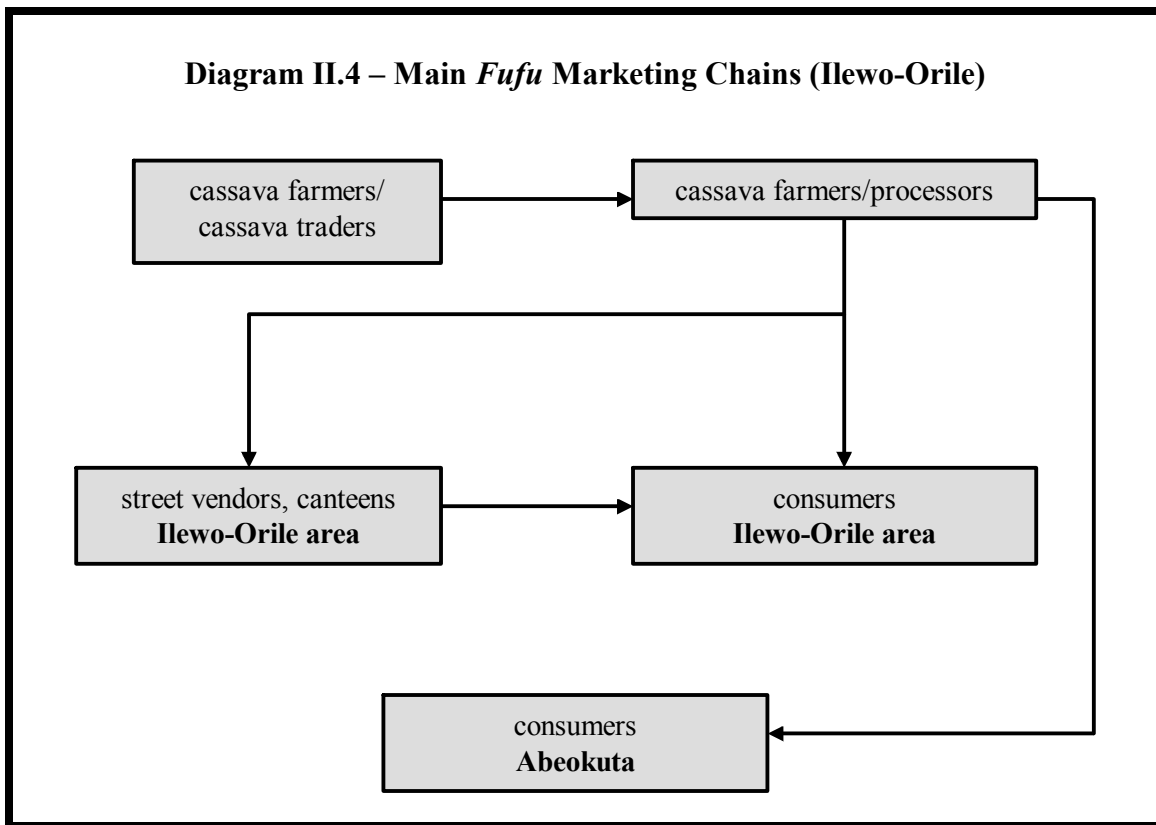 Diagram II.4 – Main Fufu Marketing Chains (Ilewo-Orile)
cassava farmers/
cassava traders
cassava farmers/processors
street vendors, canteens
Ilewo-Orile area
consumers
Ilewo-Orile area
consumers
Abeokuta